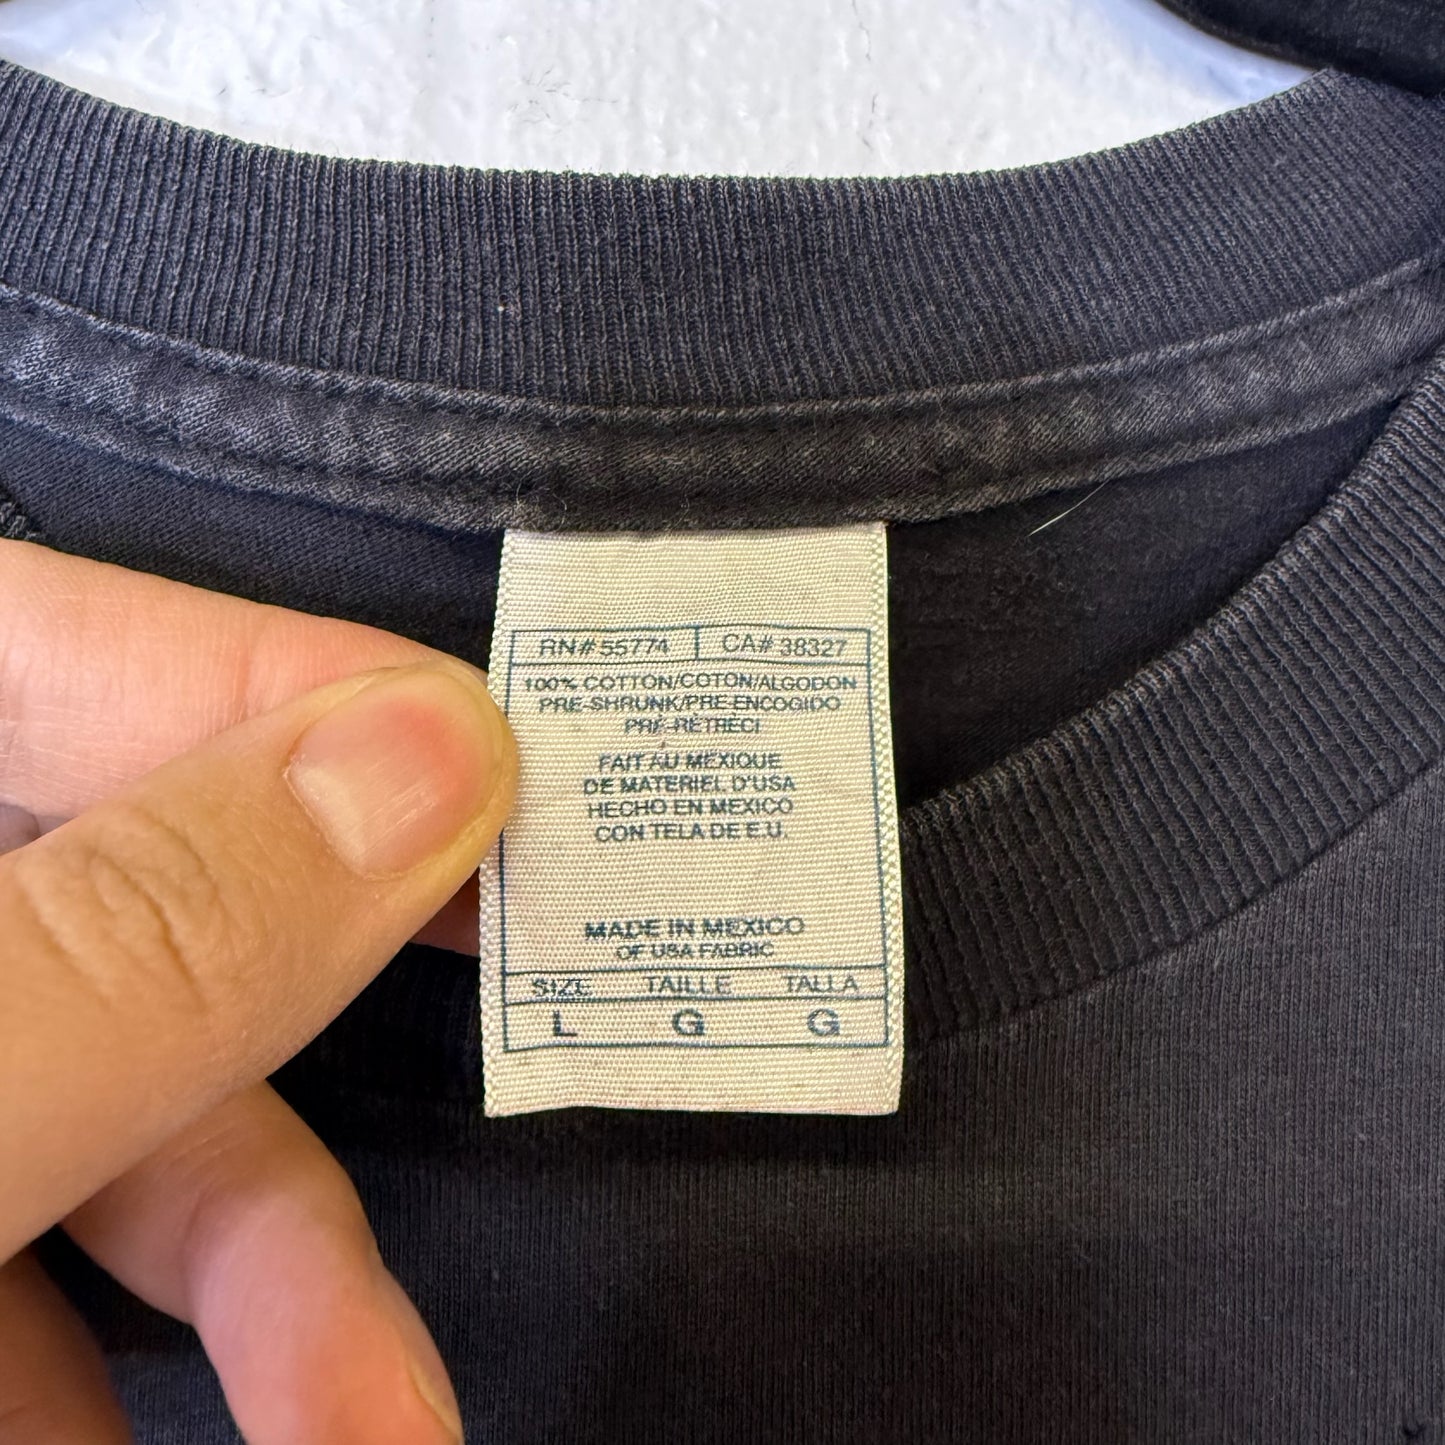 RN# 55774 CA# 38327
100% COTTON/COTON/ALGODON
PRE-SHRUNK/PRE-ENCOGIDO
PRÉ-RÉTRÉCI
FAIT AU MEXIQUE
DE MATERIEL D'USA
HECHO EN MEXICO
CON TELA DE E.U.
MADE IN MEXICO
OF USA FABRIC
SIZE TAILLE TALLA
L G G